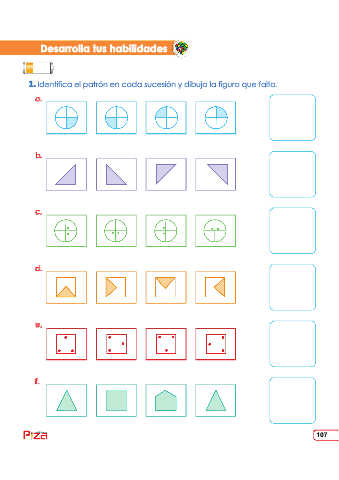 Desarrolla tus habilidades
1. Identifica el patrón en cada sucesión y dibuja la figura que falta.
a.
b.
c.
d.
e.
f.
Piza
107